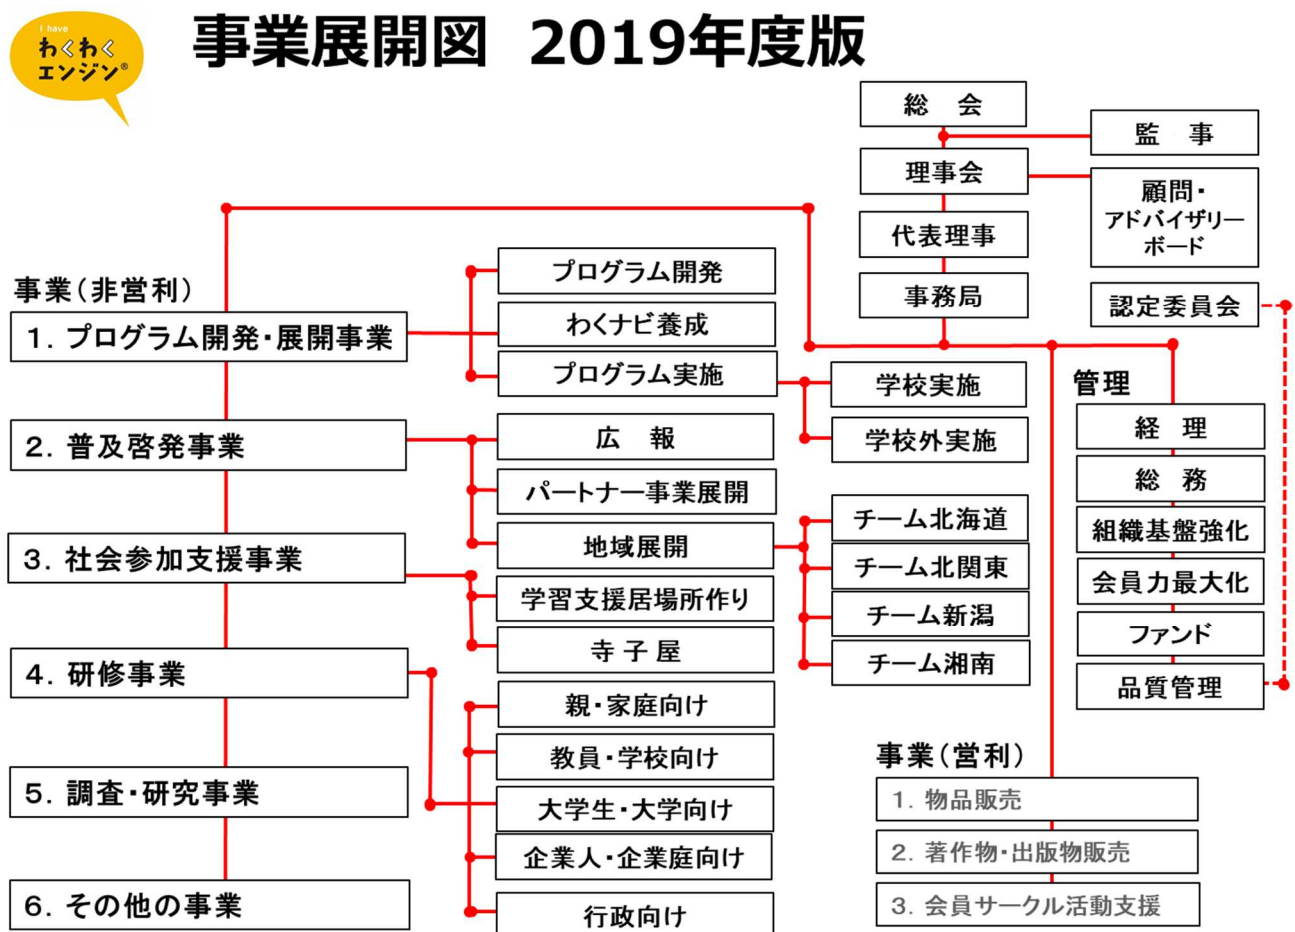 I have
わくわく
エンジン®
事業展開図 2019年度版
総 会
監 事
理事会
顧問・
アドバイザリー
ボード
代表理事
事務局
認定委員会
事業(非営利)
1. プログラム開発・展開事業
プログラム開発
わくナビ養成
プログラム実施
学校実施
学校外実施
2. 普及啓発事業
広 報
パートナー事業展開
地域展開
チーム北海道
チーム北関東
チーム新潟
チーム湘南
3. 社会参加支援事業
学習支援居場所作り
寺子屋
4. 研修事業
親・家庭向け
教員・学校向け
大学生・大学向け
企業人・企業庭向け
行政向け
5. 調査・研究事業
6. その他の事業
管理
経 理
総 務
組織基盤強化
会員力最大化
ファンド
品質管理
事業(営利)
1. 物品販売
2. 著作物・出版物販売
3. 会員サークル活動支援